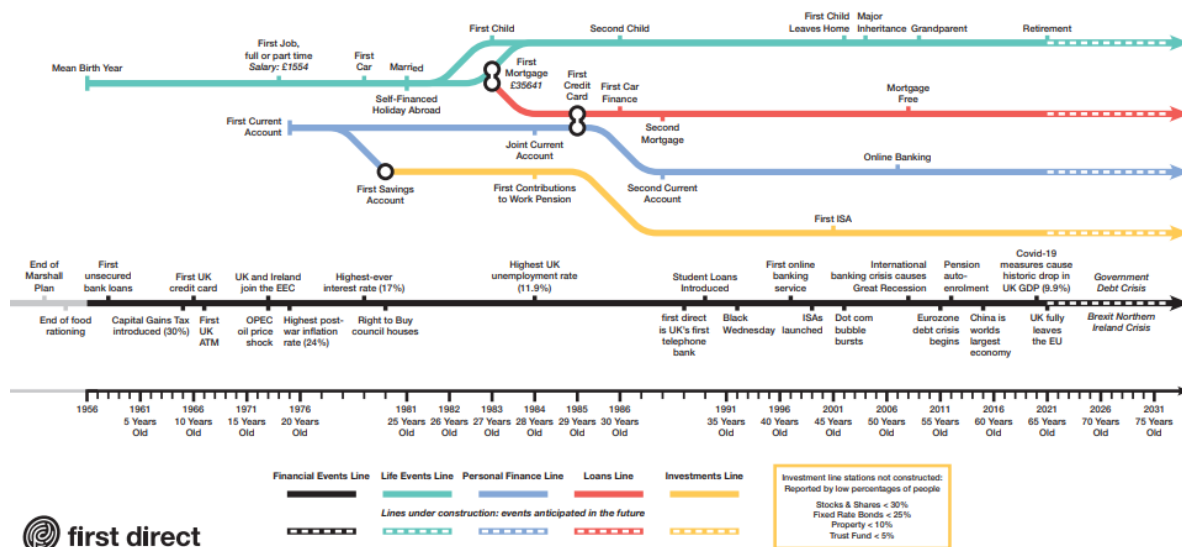 First Child
Second Child
First Child
Leaves Home
Major
Inheritance
Grandparent
Retirement
Mean Birth Year
First Job,
full or part time
Salary: £1554
First
Car
Married
Self-Financed
Holiday Abroad
First
Mortgage
£35641
First
Credit
Card
First Car
Finance
Second
Mortgage
Mortgage
Free
First Current
Account
Joint Current
Account
First Savings
Account
First Contributions
to Work Pension
Second Current
Account
Online Banking
First ISA
End of
Marshall
Plan
First
unsecured
bank loans
First UK
credit card
UK and Ireland
join the EEC
Highest-ever
interest rate (17%)
Highest UK
unemployment rate
(11.9%)
Student Loans
Introduced
First online
banking
service
International
banking crisis causes
Great Recession
Pension
auto-
enrolment
Covid-19
measures cause
historic drop in
UK GDP (9.9%)
Government
Debt Crisis
End of food
rationing
Capital Gains Tax
introduced (30%)
First
UK
ATM
OPEC
oil price
shock
Highest post-
war inflation
rate (24%)
Right to Buy
council houses
first direct
is UK's first
telephone
bank
Black
Wednesday
ISAs
launched
Dot com
bubble
bursts
Eurozone
debt crisis
begins
China is
worlds
largest
economy
UK fully
leaves
the EU
Brexit Northern
Ireland Crisis
1956
1961
5 Years
Old
1966
10 Years
Old
1971
15 Years
Old
1976
20 Years
Old
1981
25 Years
Old
1982
26 Years
Old
1983
27 Years
Old
1984
28 Years
Old
1985
29 Years
Old
1986
30 Years
Old
1991
35 Years
Old
1996
40 Years
Old
2001
45 Years
Old
2006
50 Years
Old
2011
55 Years
Old
2016
60 Years
Old
2021
65 Years
Old
2026
70 Years
Old
2031
75 Years
Old
Financial Events Line
Life Events Line
Personal Finance Line
Loans Line
Investments Line
Lines under construction: events anticipated in the future
Investment line stations not constructed:
Reported by low percentages of people
Stocks & Shares < 30%
Fixed Rate Bonds < 25%
Property < 10%
Trust Fund < 5%
first direct